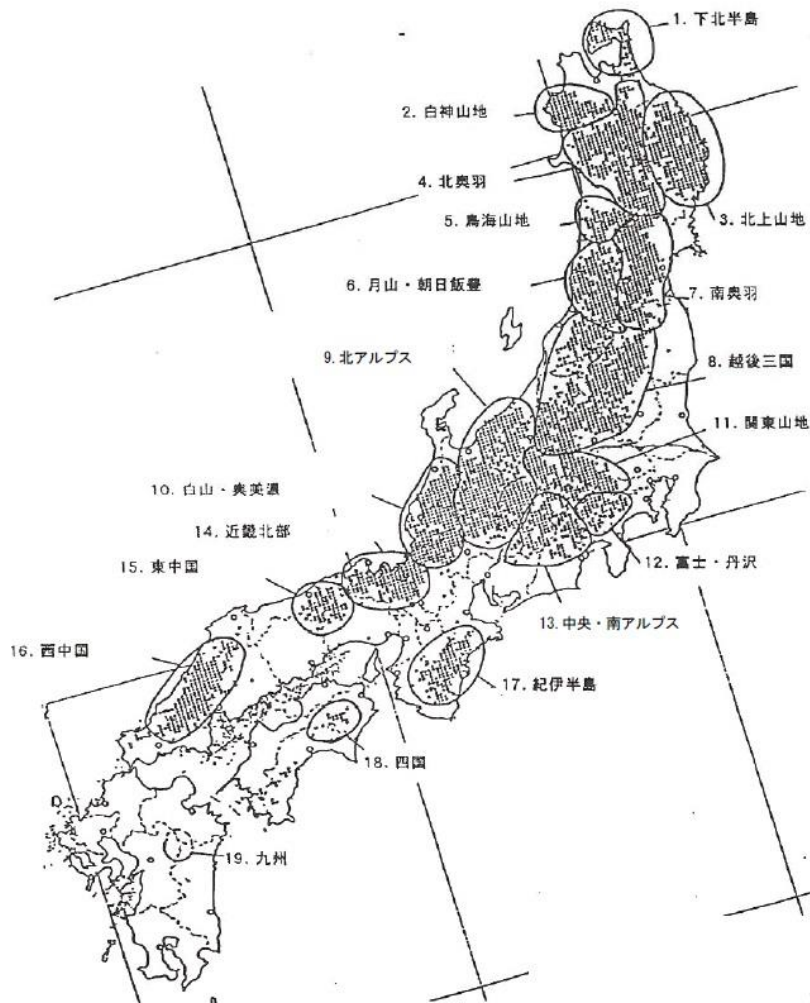 1. 下北半島
2. 白神山地
4. 北奥羽
3. 北上山地
5. 鳥海山地
6. 月山・朝日飯豊
7. 南奥羽
9. 北アルプス
8. 越後三国
11. 関東山地
10. 白山・奥美濃
14. 近畿北部
15. 東中国
12. 富士・丹沢
13. 中央・南アルプス
16. 西中国
17. 紀伊半島
18. 四国
19. 九州